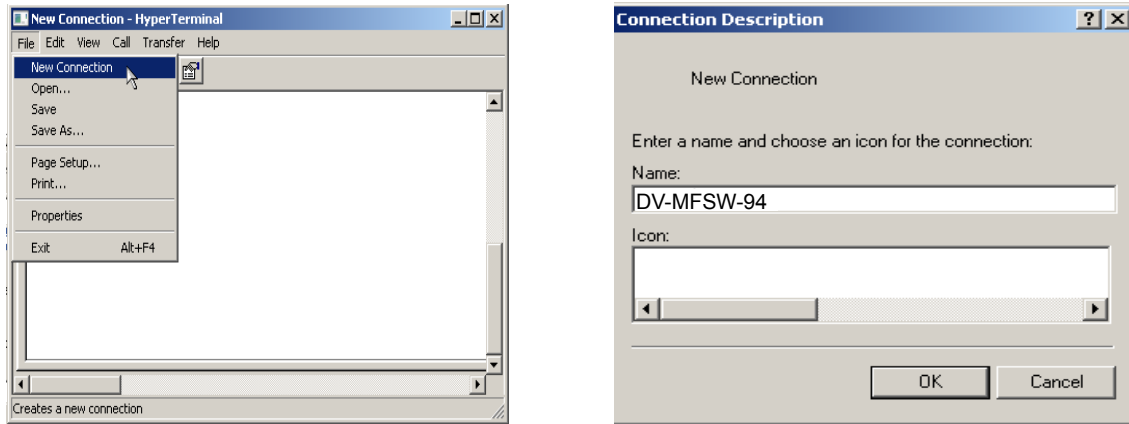 New Connection - HyperTerminal
File Edit View Call Transfer Help
New Connection
Open...
Save
Save As...
Page Setup...
Print...
Properties
Exit Alt+F4
Creates a new connection
Connection Description
New Connection
Enter a name and choose an icon for the connection:
Name:
DV-MFSW-94
Icon:
OK Cancel